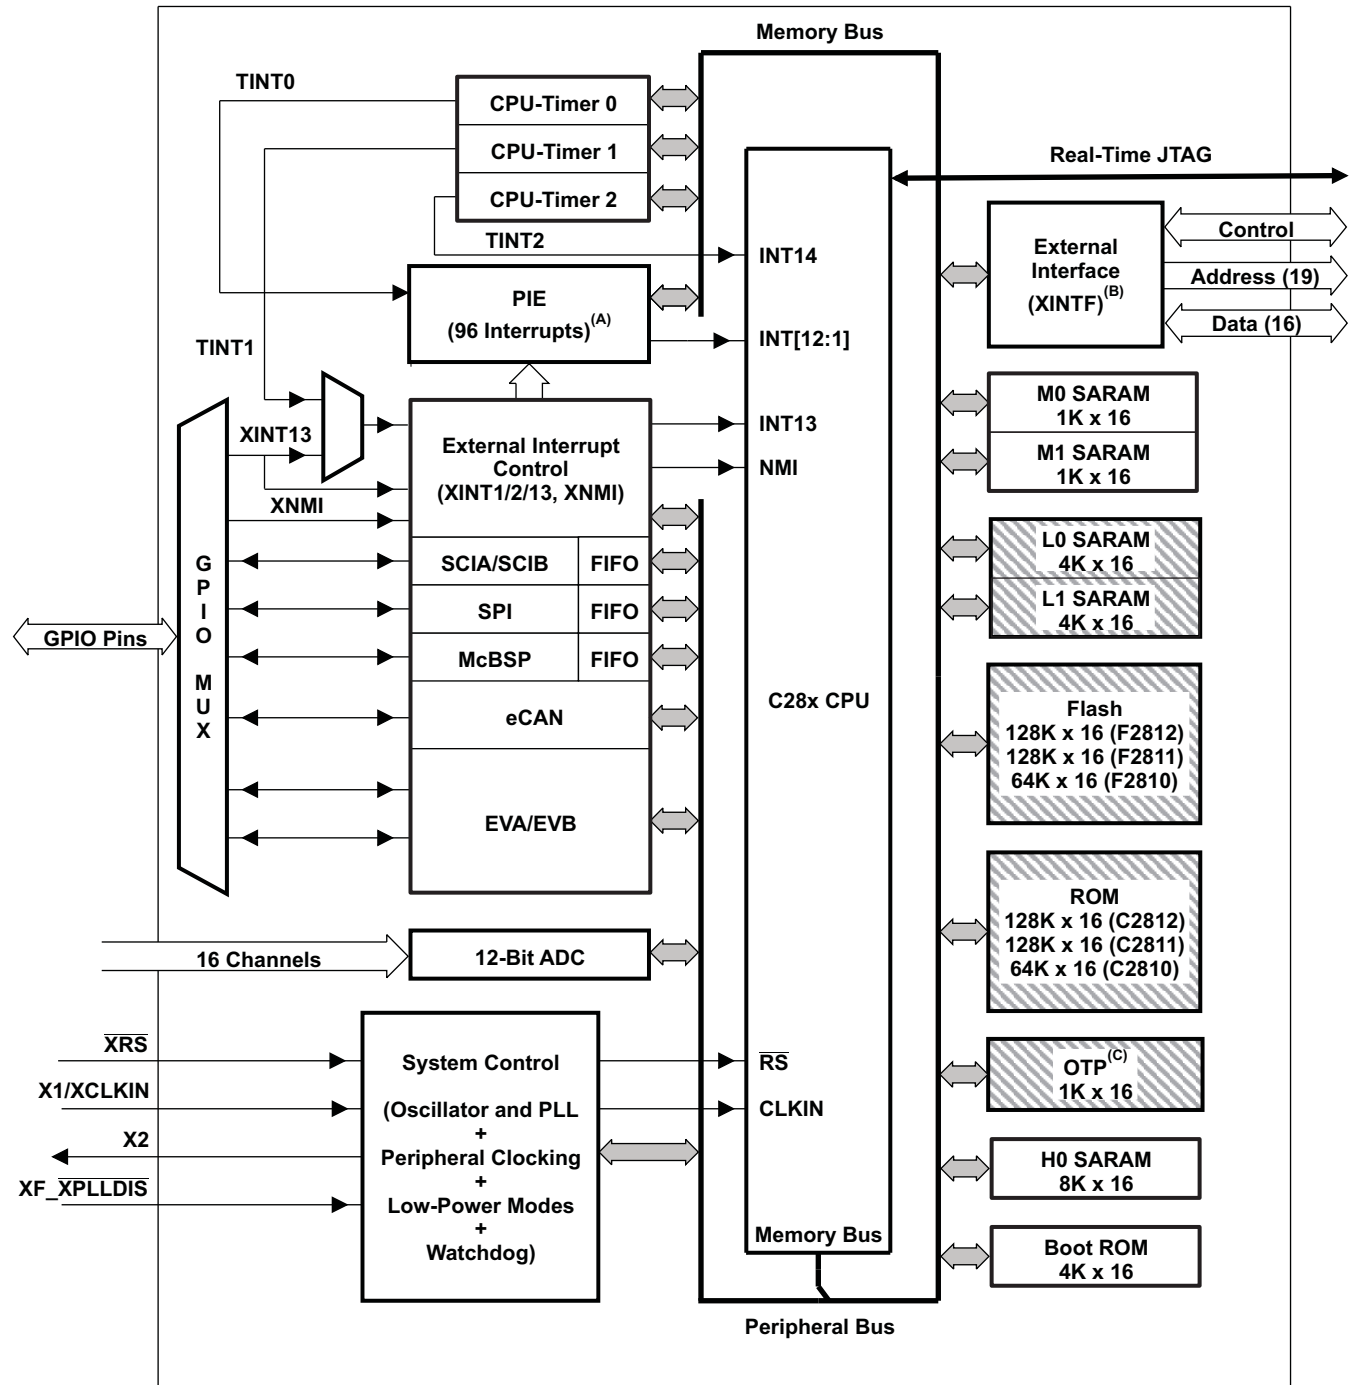 Memory Bus
TINT0
CPU-Timer 0
CPU-Timer 1
CPU-Timer 2
Real-Time JTAG
TINT2
INT14
External
Interface
(XINTF)(B)
Control
Address (19)
Data (16)
PIE
(96 Interrupts)(A)
INT[12:1]
TINT1
XINT13
XNMI
External Interrupt
Control
(XINT1/2/13, XNMI)
INT13
NMI
M0 SARAM
1K x 16
M1 SARAM
1K x 16
L0 SARAM
4K x 16
L1 SARAM
4K x 16
GPIO Pins
GPIO MUX
SCIA/SCIB
FIFO
SPI
FIFO
McBSP
FIFO
eCAN
EVA/EVB
C28x CPU
Flash
128K x 16 (F2812)
128K x 16 (F2811)
64K x 16 (F2810)
ROM
128K x 16 (C2812)
128K x 16 (C2811)
64K x 16 (C2810)
16 Channels
12-Bit ADC
XRS
X1/XCLKIN
X2
XF_XPLLDIS
System Control
(Oscillator and PLL
+
Peripheral Clocking
+
Low-Power Modes
+
Watchdog)
RS
CLKIN
OTP(C)
1K x 16
H0 SARAM
8K x 16
Boot ROM
4K x 16
Memory Bus
Peripheral Bus